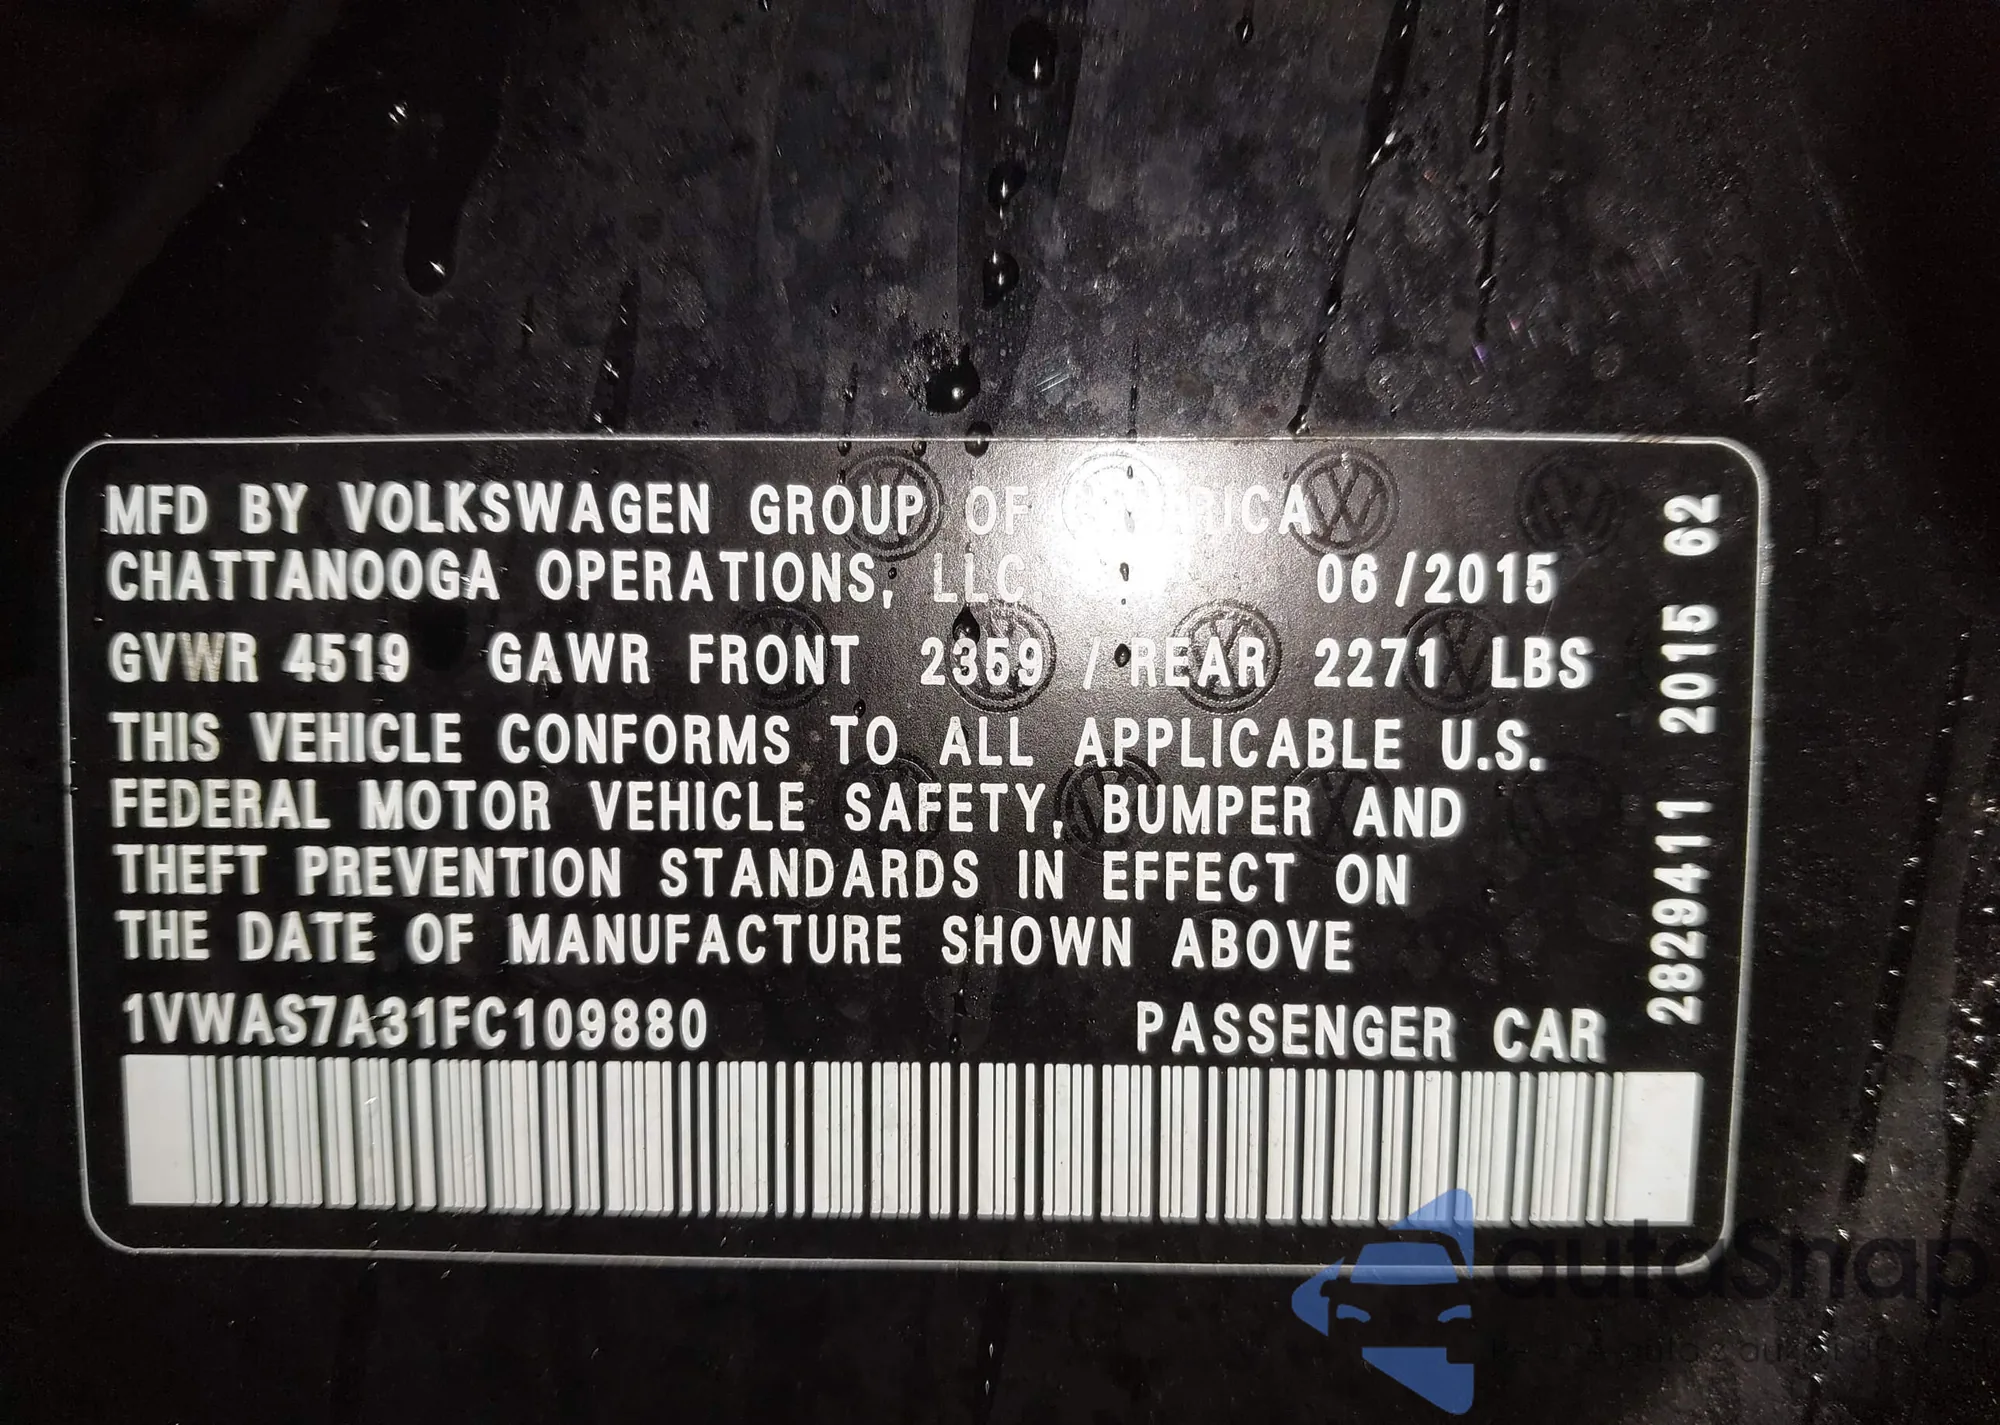 MFD BY VOLKSWAGEN GROUP OF AMERICA
CHATTANOOGA OPERATIONS, LLC 06/2015
GVWR 4519 GAWR FRONT 2359 / REAR 2271 LBS
THIS VEHICLE CONFORMS TO ALL APPLICABLE U.S.
FEDERAL MOTOR VEHICLE SAFETY, BUMPER AND
THEFT PREVENTION STANDARDS IN EFFECT ON
THE DATE OF MANUFACTURE SHOWN ABOVE
1VWAS7A31FC109880 PASSENGER CAR
2829411 2015 62
autoSnap